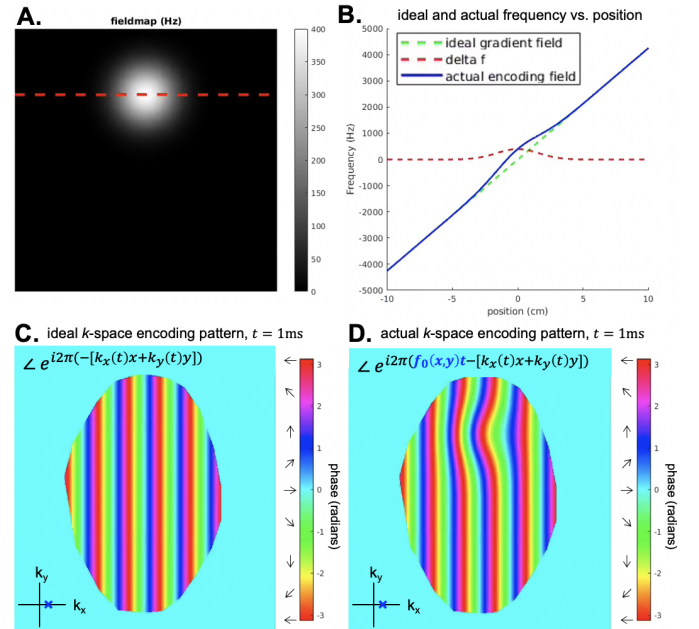 A.
fieldmap (Hz)
400
350
300
250
200
150
100
50
0
B.
ideal and actual frequency vs. position
5000
4000
3000
2000
1000
0
-1000
-2000
-3000
-4000
-5000
Frequency (Hz)
ideal gradient field
delta f
actual encoding field
-10 -5 0 5 10
position (cm)
C. ideal k-space encoding pattern, t = 1ms
∠ e^{i2π(-[k_x(t)x+k_y(t)y])}
3
2
1
0
-1
-2
-3
phase (radians)
k_y
k_x
D. actual k-space encoding pattern, t = 1ms
∠ e^{i2π(f_0(x,y)t-[k_x(t)x+k_y(t)y])}
3
2
1
0
-1
-2
-3
phase (radians)
k_y
k_x